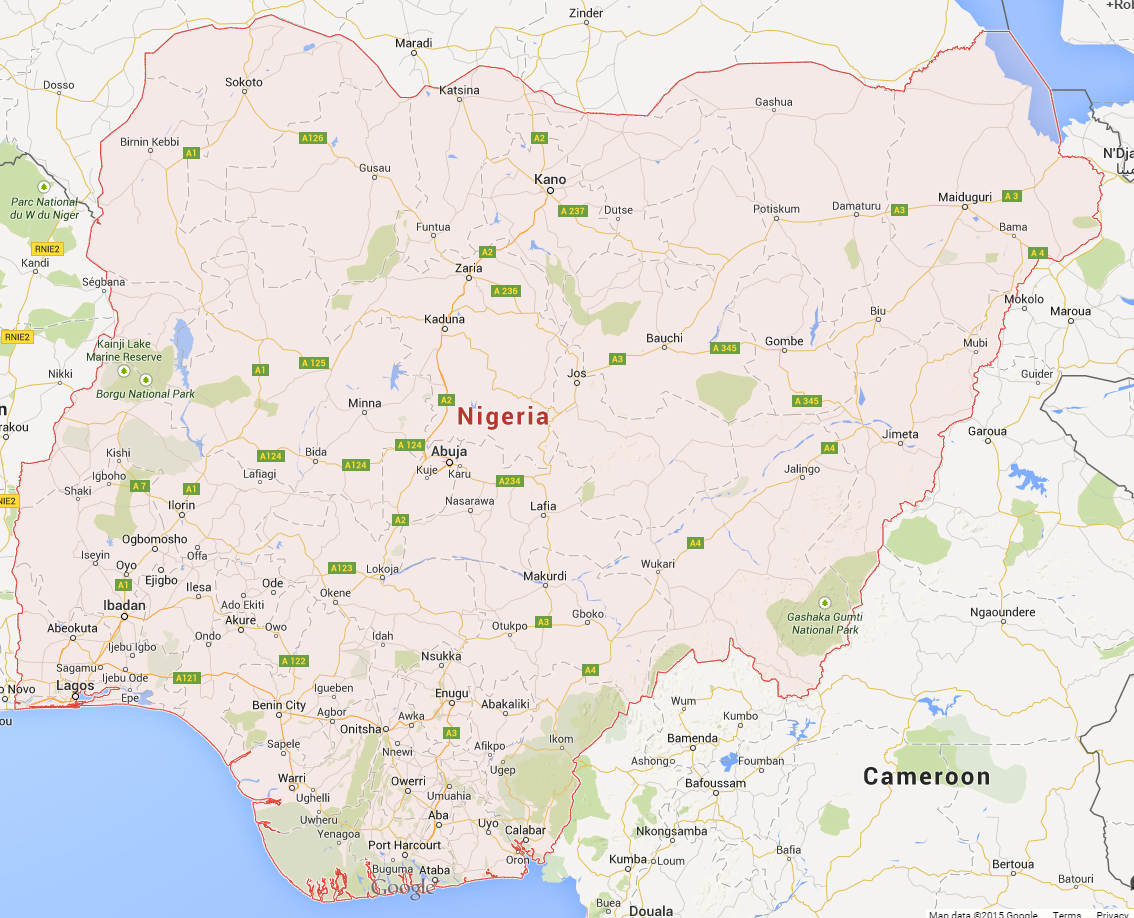 +Rol
Zinder
Maradi
Dosso
Sokoto
Katsina
Gashua
A126
A2
Birnin Kebbi
A1
N'Dja
Gusau
Kano
Parc National
du W du Niger
A 237
Dutse
Potiskum
Damaturu
A3
Maiduguri
A 3
Funtua
Bama
RNIE2
A2
A 4
Kandi
Zaria
Ségbana
A 236
Mokolo
Maroua
Kaduna
Biu
RNIE2
Kainji Lake
Marine Reserve
Bauchi
A 345
Gombe
Mubi
A 125
A3
A1
Nikki
Jos
Guider
Borgu National Park
Minna
A2
A 345
n
Nigeria
rakou
Garoua
Jimeta
A 124
A4
Kishi
Bida
Abuja
A124
A124
Igboho
Lafiagi
Kuje
Karu
Jalingo
Shaki
A 7
A1
A234
NIE2
Ilorin
Nasarawa
Lafia
A2
Ogbomosho
A4
Iseyin
Offa
Oyo
Wukari
Ejigbo
A123
Lokoja
Makurdi
A1
Ilesa
Ode
Okene
Ibadan
Ado Ekiti
Gboko
Gashaka Gumti
National Park
Ngaoundere
Akure
Owo
Otukpo
A3
Abeokuta
Ondo
Idah
Ijebu Igbo
Nsukka
A 122
Sagamu
A4
Ijebu Ode
A121
Lagos
o Novo
Epe
Igueben
Enugu
Wum
Benin City
Abakaliki
ou
Agbor
Awka
Kumbo
Onitsha
A3
Ikom
Bamenda
Sapele
Nnewi
Afikpo
Ashong
Foumban
Ugep
Warri
Owerri
Bafoussam
Cameroon
Ughelli
Umuahia
Uwheru
Aba
Uyo
Calabar
Nkongsamba
Yenagoa
Port Harcourt
Bafia
Oron
Kumba
Loum
Buguma
Ataba
Bertoua
Google
Batouri
Buea
Douala
Map data ©2015 Google
Terms
Privacy